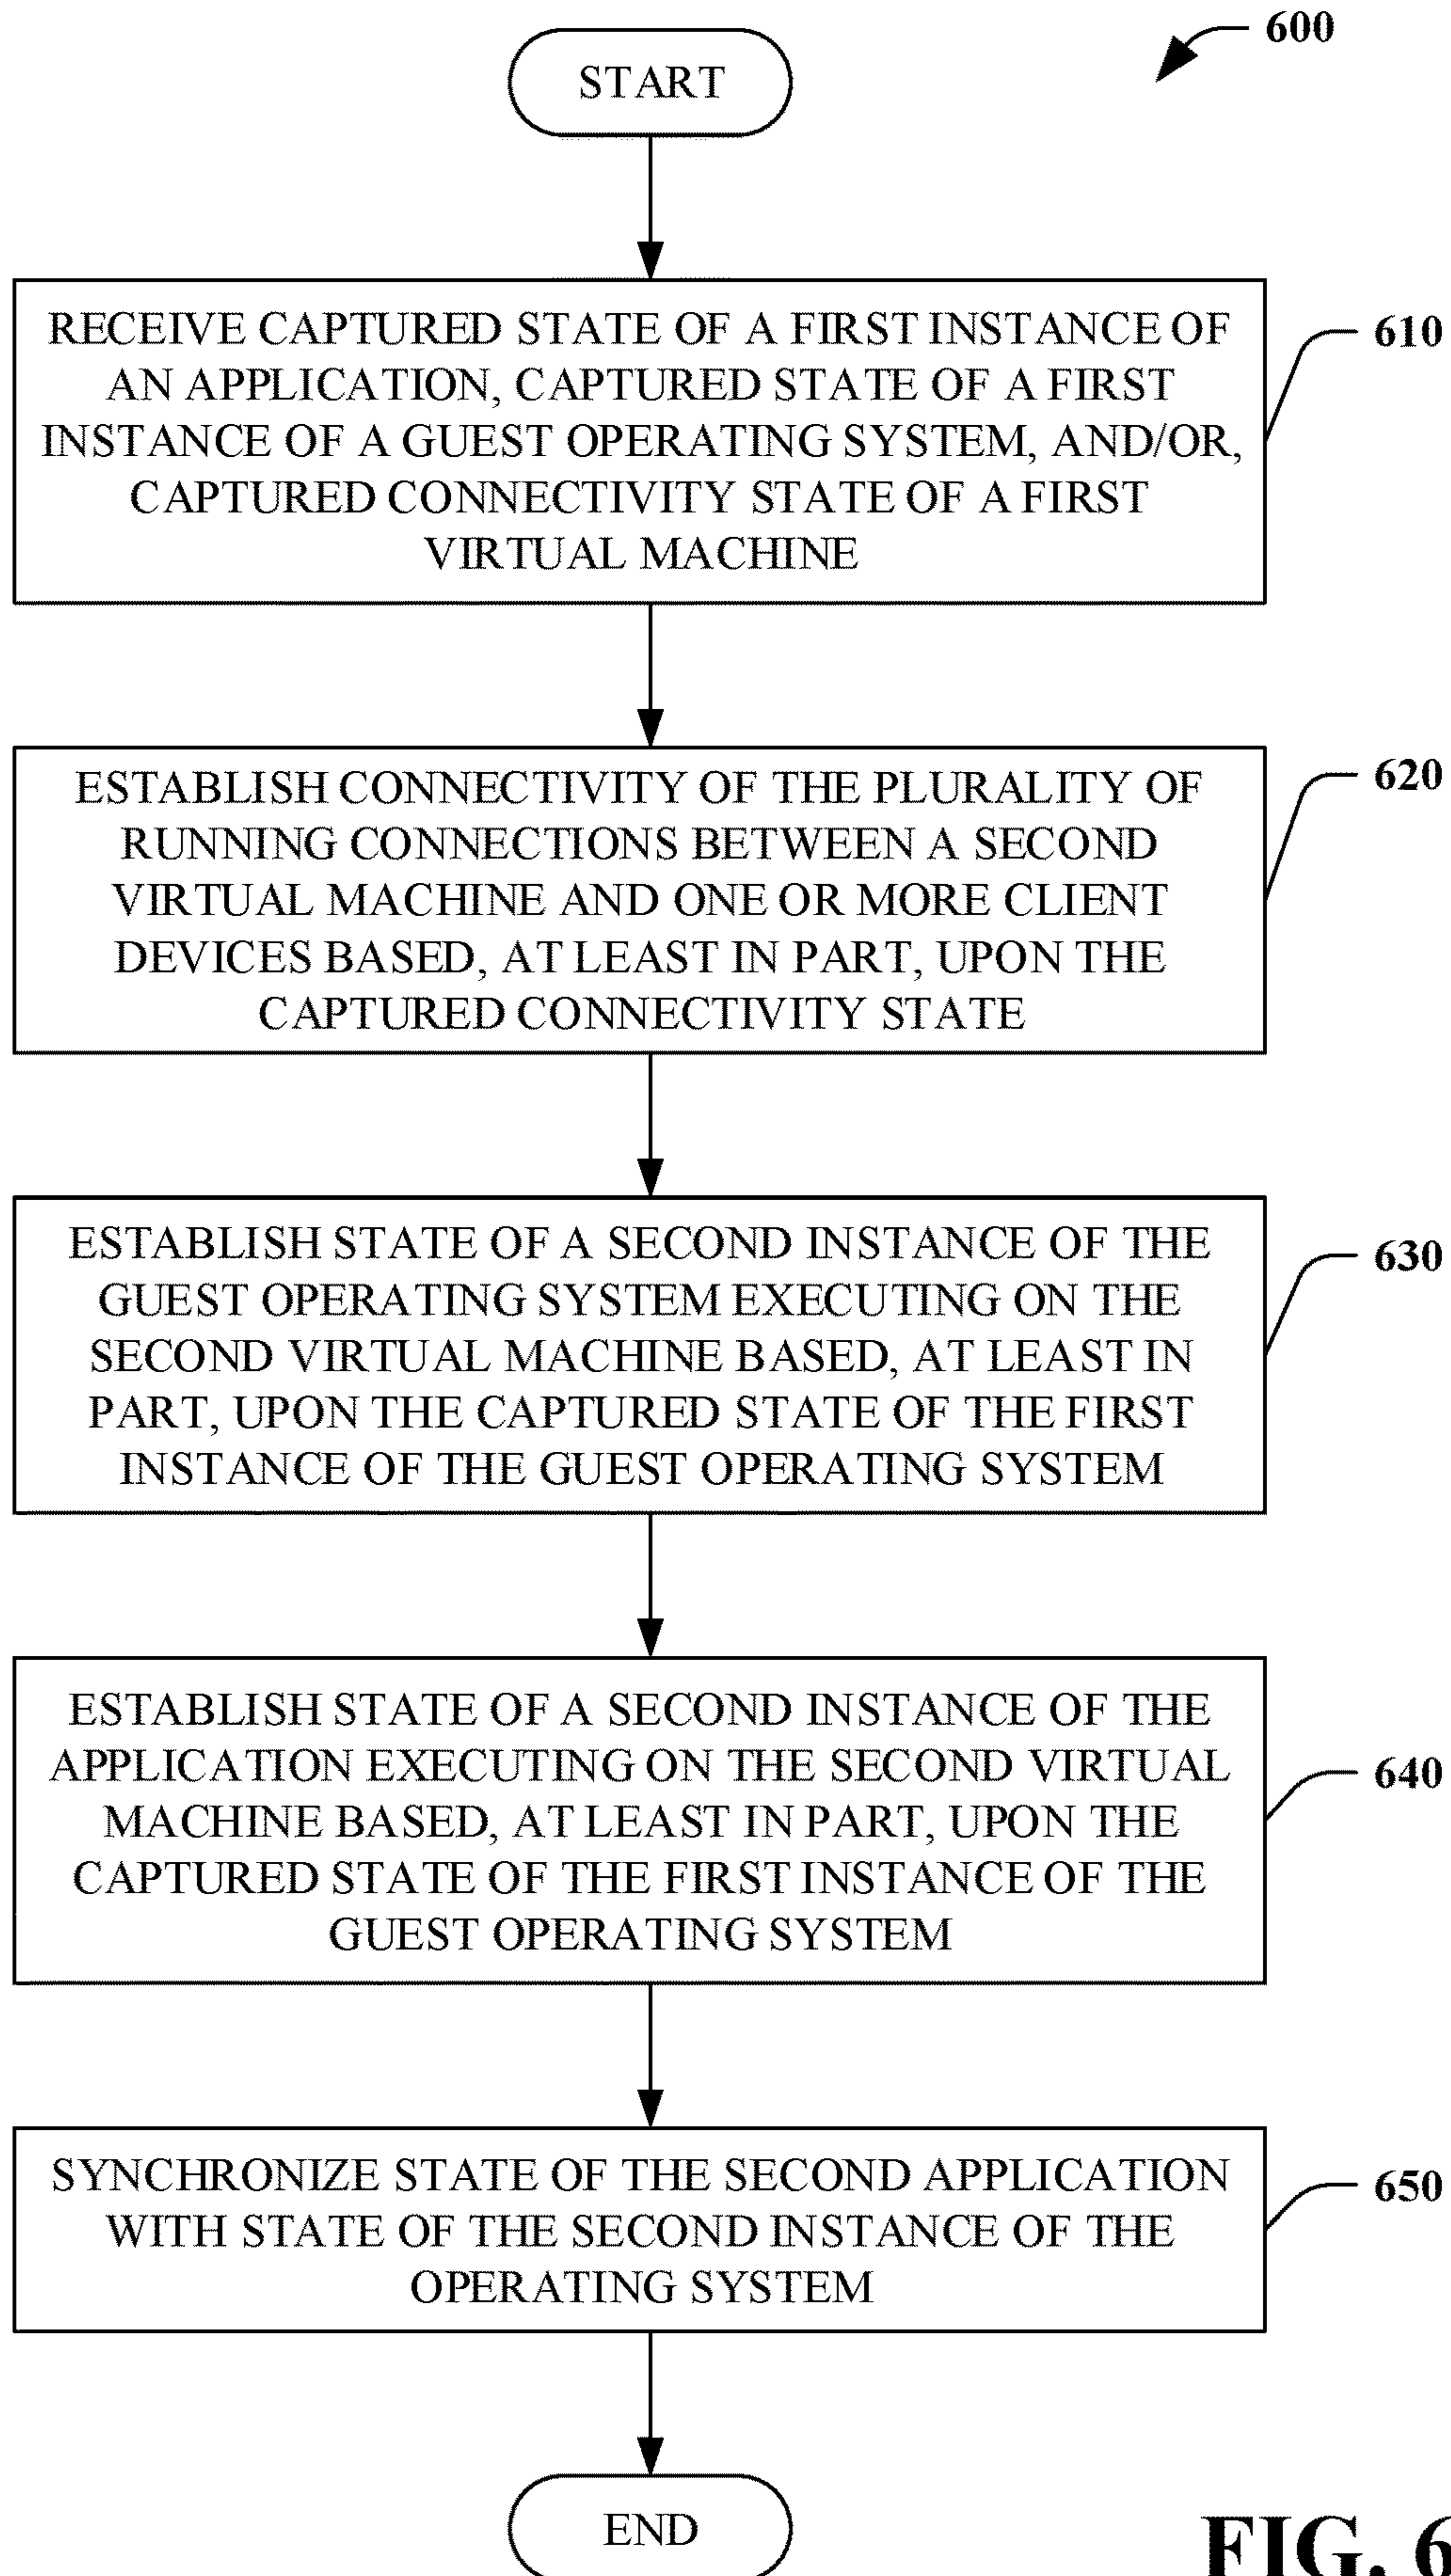 600
START
RECEIVE CAPTURED STATE OF A FIRST INSTANCE OF
AN APPLICATION, CAPTURED STATE OF A FIRST
INSTANCE OF A GUEST OPERATING SYSTEM, AND/OR,
CAPTURED CONNECTIVITY STATE OF A FIRST
VIRTUAL MACHINE
610
ESTABLISH CONNECTIVITY OF THE PLURALITY OF
RUNNING CONNECTIONS BETWEEN A SECOND
VIRTUAL MACHINE AND ONE OR MORE CLIENT
DEVICES BASED, AT LEAST IN PART, UPON THE
CAPTURED CONNECTIVITY STATE
620
ESTABLISH STATE OF A SECOND INSTANCE OF THE
GUEST OPERATING SYSTEM EXECUTING ON THE
SECOND VIRTUAL MACHINE BASED, AT LEAST IN
PART, UPON THE CAPTURED STATE OF THE FIRST
INSTANCE OF THE GUEST OPERATING SYSTEM
630
ESTABLISH STATE OF A SECOND INSTANCE OF THE
APPLICATION EXECUTING ON THE SECOND VIRTUAL
MACHINE BASED, AT LEAST IN PART, UPON THE
CAPTURED STATE OF THE FIRST INSTANCE OF THE
GUEST OPERATING SYSTEM
640
SYNCHRONIZE STATE OF THE SECOND APPLICATION
WITH STATE OF THE SECOND INSTANCE OF THE
OPERATING SYSTEM
650
END
FIG. 6